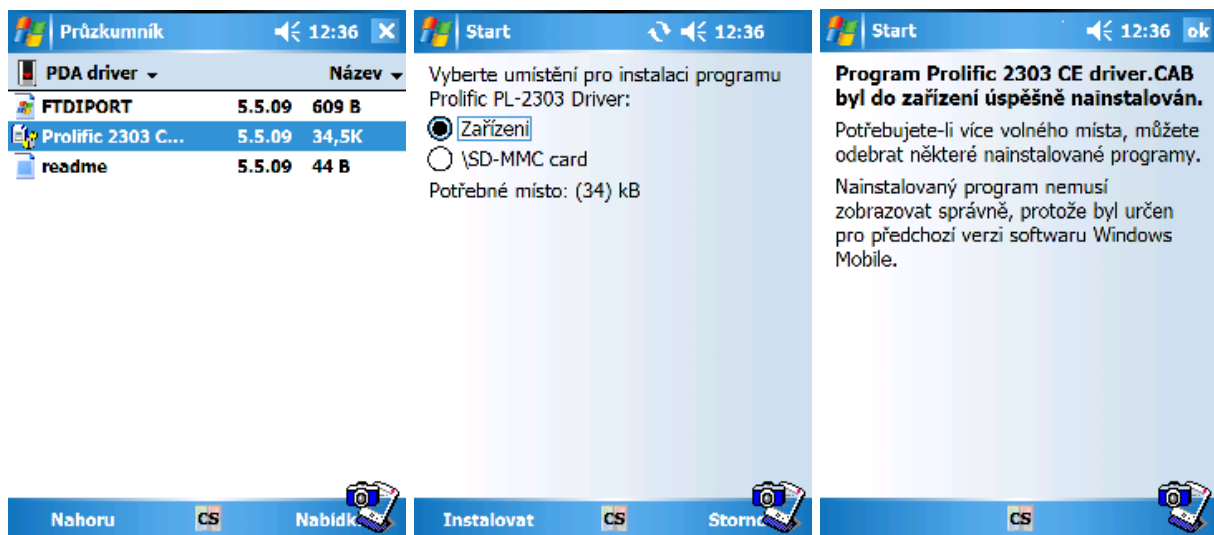 Průzkumník 12:36
PDA driver Název
FTDIPORT 5.5.09 609 B
Prolific 2303 C... 5.5.09 34,5K
readme 5.5.09 44 B
Nahoru CS Nabídk
Start 12:36
Vyberte umístění pro instalaci programu
Prolific PL-2303 Driver:
Zařízení
\SD-MMC card
Potřebné místo: (34) kB
Instalovat CS Storno
Start 12:36 ok
Program Prolific 2303 CE driver.CAB
byl do zařízení úspěšně nainstalován.
Potřebujete-li více volného místa, můžete
odebrat některé nainstalované programy.
Nainstalovaný program nemusí
zobrazovat správně, protože byl určen
pro předchozí verzi softwaru Windows
Mobile.
CS